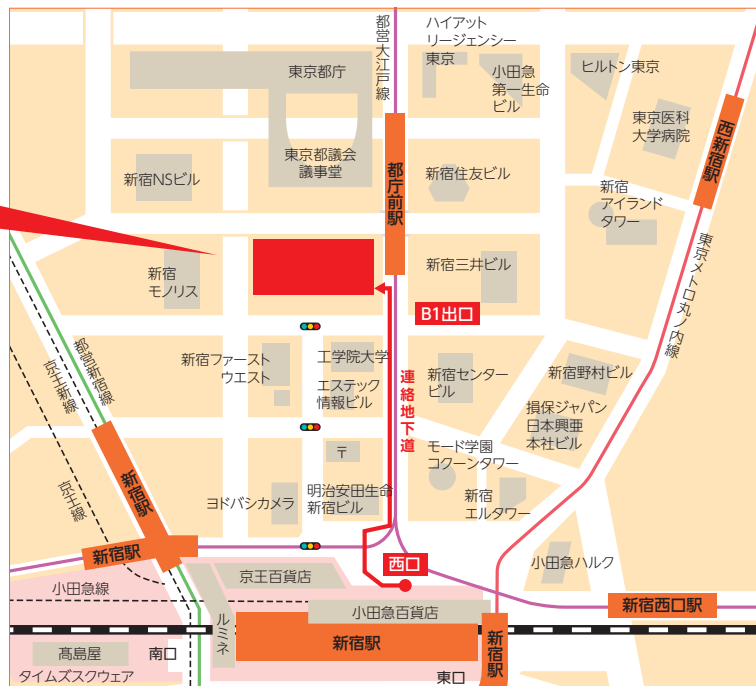 都営大江戸線
ハイアット
リージェンシー
東京
小田急
第一生命
ビル
ヒルトン東京
東京都庁
東京医科
大学病院
西新宿駅
東京都議会
議事堂
都庁前駅
新宿NSビル
新宿住友ビル
新宿
アイランド
タワー
東京メトロ丸ノ内線
新宿
モノリス
新宿三井ビル
B1出口
都営新宿線
京王新線
京王線
新宿ファースト
ウエスト
工学院大学
エステック
情報ビル
連絡地下道
新宿センター
ビル
新宿野村ビル
損保ジャパン
日本興亜
本社ビル
〒
モード学園
コクーンタワー
新宿
エルタワー
新宿駅
ヨドバシカメラ
明治安田生命
新宿ビル
新宿駅
西口
小田急ハルク
小田急線
京王百貨店
小田急百貨店
新宿西口駅
ルミネ
新宿駅
新宿駅
髙島屋
タイムズスクウェア
南口
東口